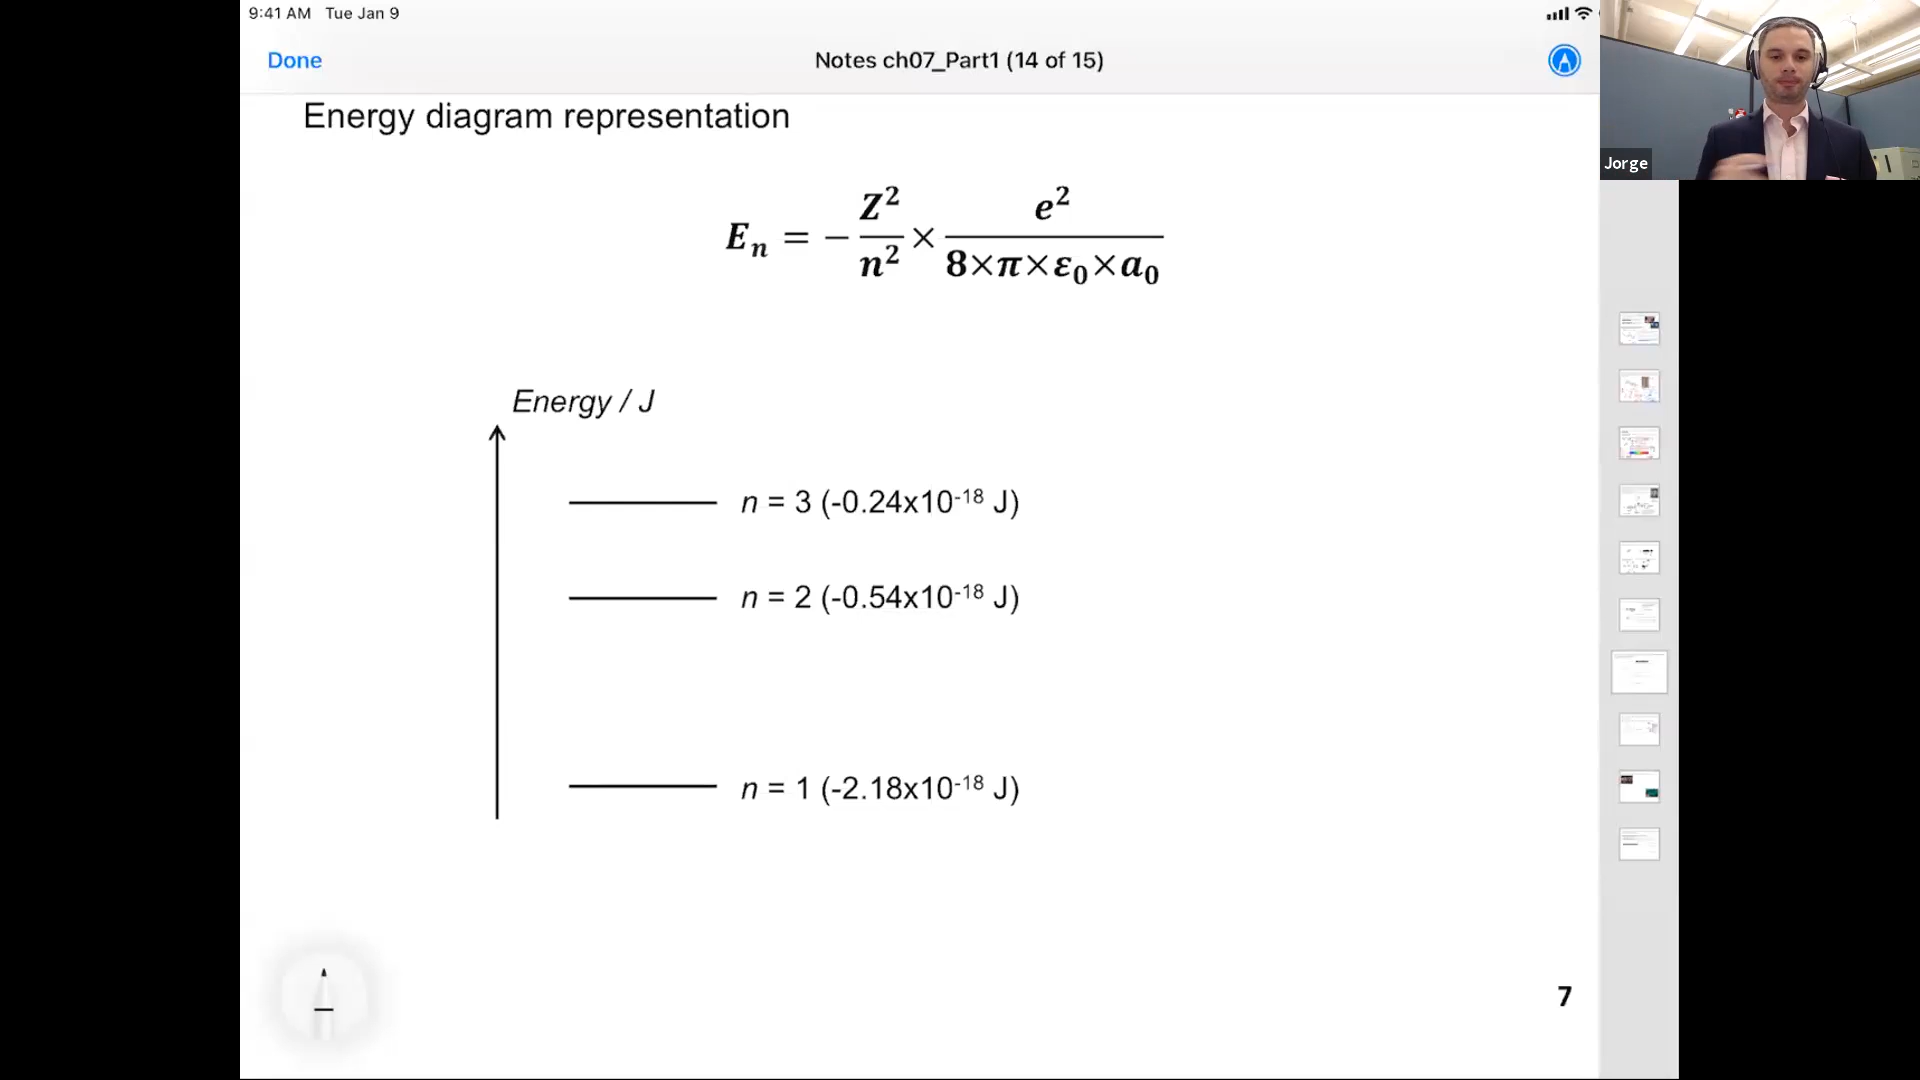 9:41 AM Tue Jan 9
Done
Notes ch07_Part1 (14 of 15)
Jorge
Energy diagram representation
Eₙ = − Z²/n² × e²/8×π×ε₀×a₀
Energy / J
n = 3 (-0.24x10⁻¹⁸ J)
n = 2 (-0.54x10⁻¹⁸ J)
n = 1 (-2.18x10⁻¹⁸ J)
7